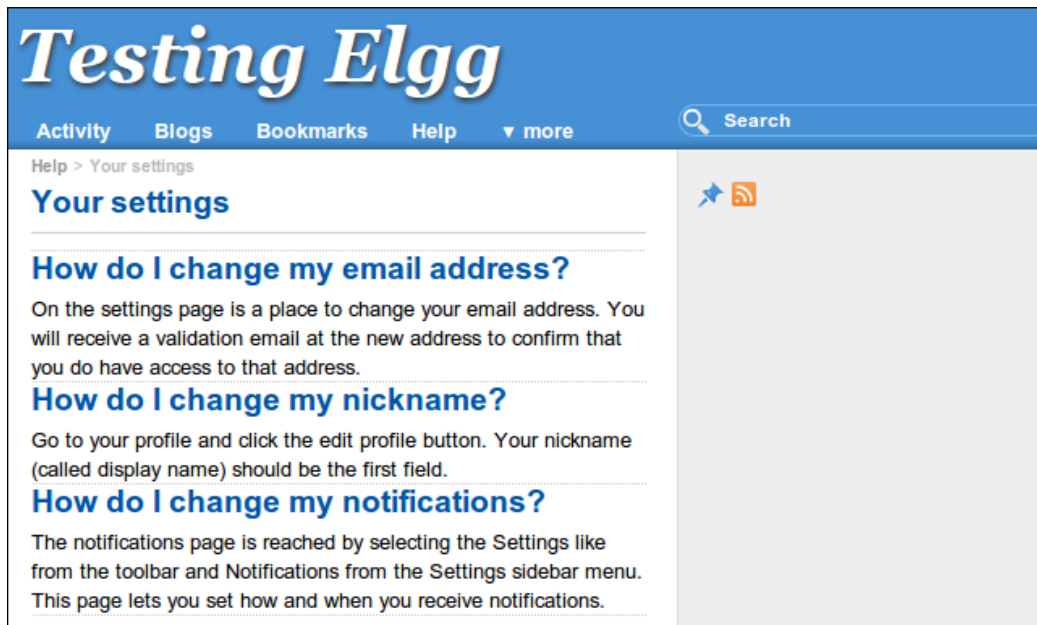 Testing Elgg
Activity Blogs Bookmarks Help ▼ more
Search
Help > Your settings
Your settings
How do I change my email address?
On the settings page is a place to change your email address. You
will receive a validation email at the new address to confirm that
you do have access to that address.
How do I change my nickname?
Go to your profile and click the edit profile button. Your nickname
(called display name) should be the first field.
How do I change my notifications?
The notifications page is reached by selecting the Settings like
from the toolbar and Notifications from the Settings sidebar menu.
This page lets you set how and when you receive notifications.